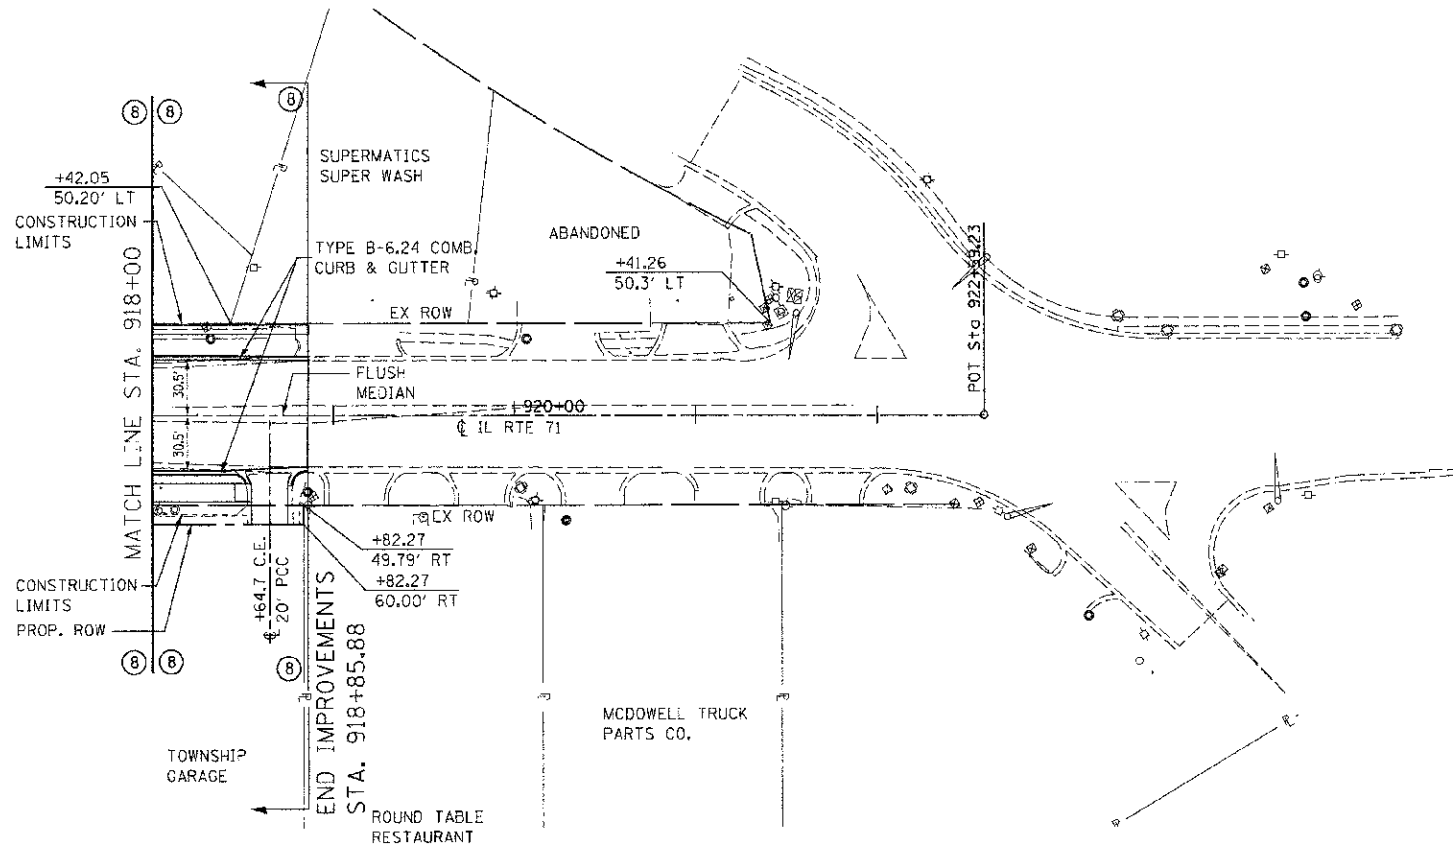 8 8
8
SUPERMATICS
SUPER WASH
+42.05
50.20' LT
CONSTRUCTION
LIMITS
TYPE B-6.24 COMB.
CURB & GUTTER
ABANDONED
+41.26
50.3' LT
EX ROW
MATCH LINE STA. 918+00
30.5'
30.5'
FLUSH
MEDIAN
920+00
℄ IL RTE 71
EX ROW
+82.27
49.79' RT
+82.27
60.00' RT
CONSTRUCTION
LIMITS
PROP. ROW
+64.7 C.E.
20' PCC
8 8
8
END IMPROVEMENTS
STA. 918+85.88
MCDOWELL TRUCK
PARTS CO.
TOWNSHIP
GARAGE
ROUND TABLE
RESTAURANT